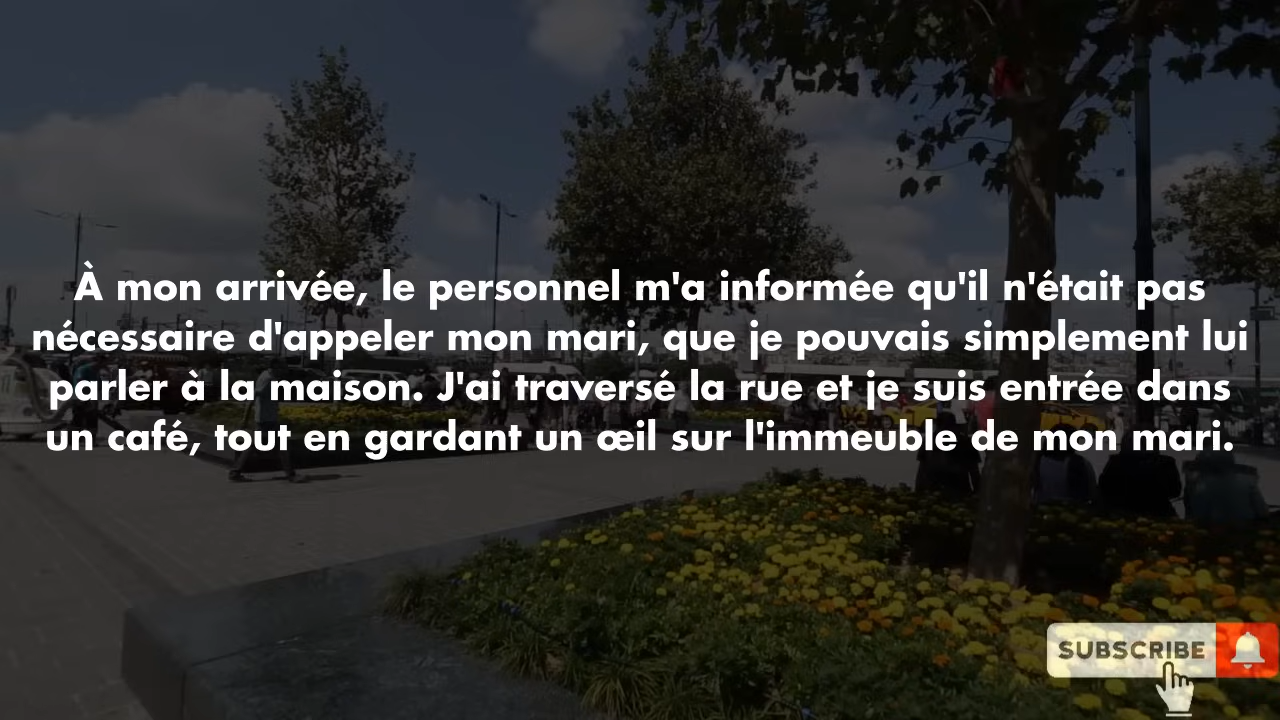 À mon arrivée, le personnel m'a informée qu'il n'était pas
nécessaire d'appeler mon mari, que je pouvais simplement lui
parler à la maison. J'ai traversé la rue et je suis entrée dans
un café, tout en gardant un œil sur l'immeuble de mon mari.
SUBSCRIBE